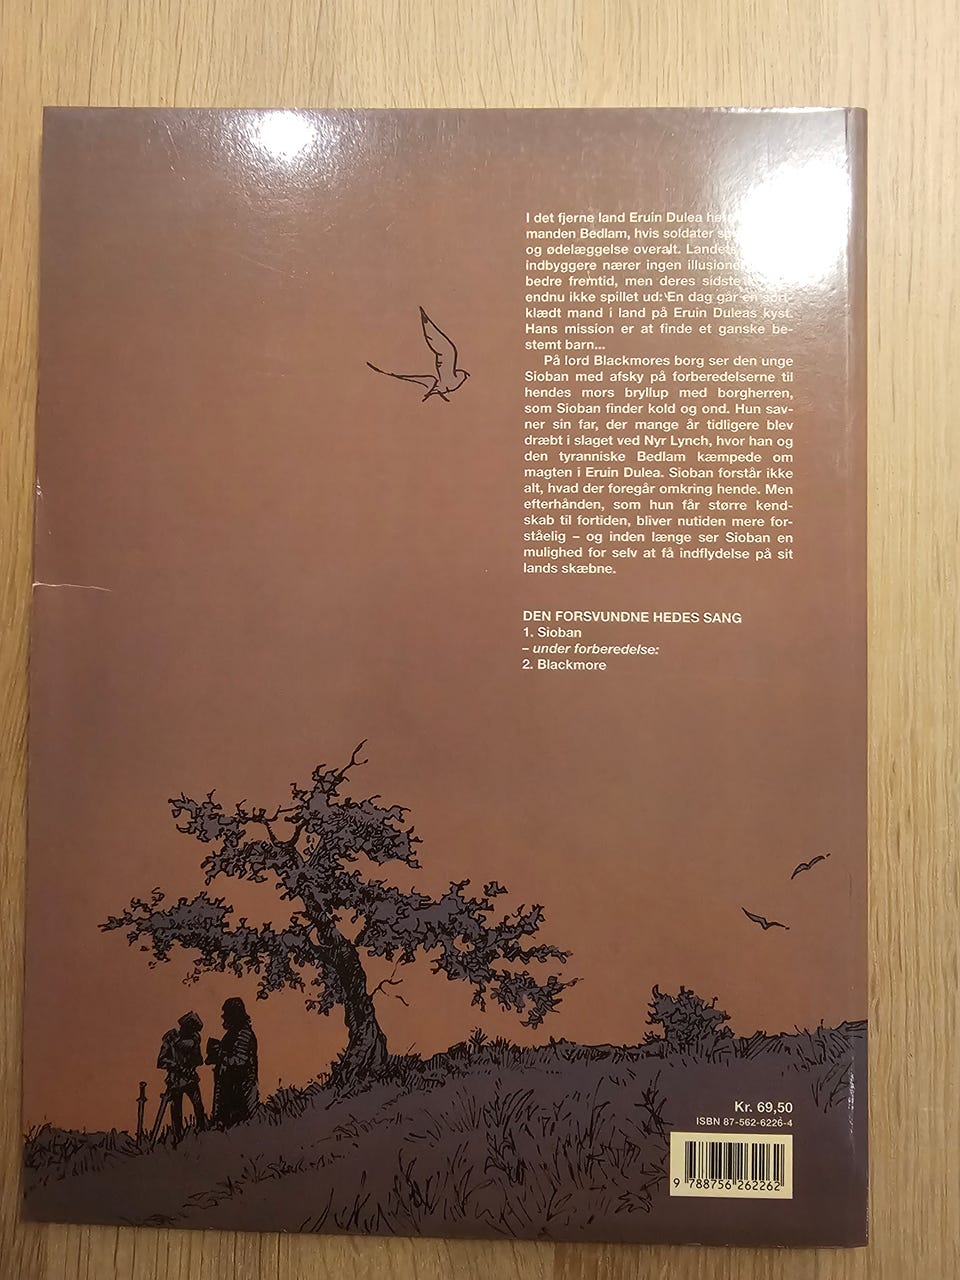 I det fjerne land Eruin Dulea
manden Bedlam, hvis soldater
og ødelæggelse overalt. Landets
indbyggere nærer ingen illusioner
bedre fremtid, men deres sidste
endnu ikke spillet ud: En dag går en sort-
klædt mand i land på Eruin Duleas kyst.
Hans mission er at finde et ganske be-
stemt barn...
På lord Blackmores borg ser den unge
Sioban med afsky på forberedelserne til
hendes mors bryllup med borgherren,
som Sioban finder kold og ond. Hun sav-
ner sin far, der mange år tidligere blev
dræbt i slaget ved Nyr Lynch, hvor han og
den tyranniske Bedlam kæmpede om
magten i Eruin Dulea. Sioban forstår ikke
alt, hvad der foregår omkring hende. Men
efterhånden, som hun får større kend-
skab til fortiden, bliver nutiden mere for-
ståelig – og inden længe ser Sioban en
mulighed for selv at få indflydelse på sit
lands skæbne.
DEN FORSVUNDNE HEDES SANG
1. Sioban
– under forberedelse:
2. Blackmore
Kr. 69,50
ISBN 87-562-6226-4
9 788756 262262